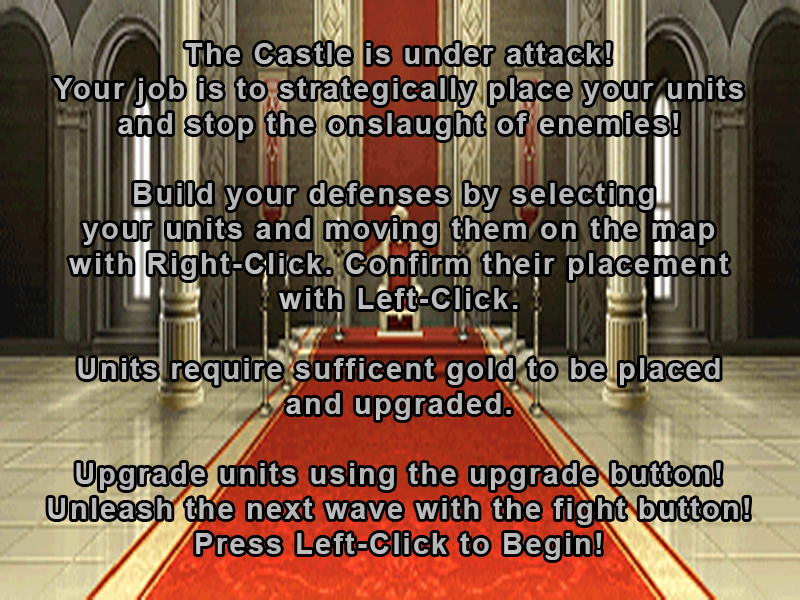 The Castle is under attack!
Your job is to strategically place your units
and stop the onslaught of enemies!
Build your defenses by selecting
your units and moving them on the map
with Right-Click. Confirm their placement
with Left-Click.
Units require sufficent gold to be placed
and upgraded.
Upgrade units using the upgrade button!
Unleash the next wave with the fight button!
Press Left-Click to Begin!